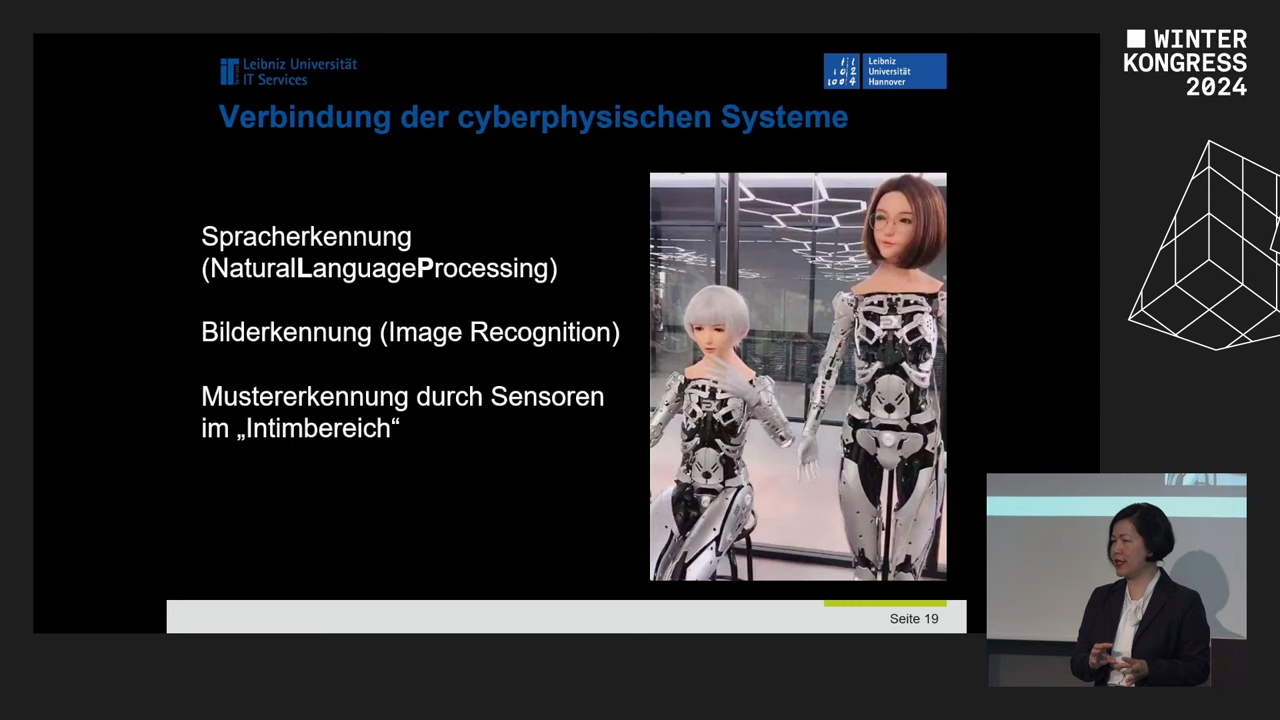 WINTER
KONGRESS
2024
Leibniz Universität
IT Services
Leibniz
Universität
Hannover
Verbindung der cyberphysischen Systeme
Spracherkennung
(NaturalLanguageProcessing)
Bilderkennung (Image Recognition)
Mustererkennung durch Sensoren
im „Intimbereich“
Seite 19